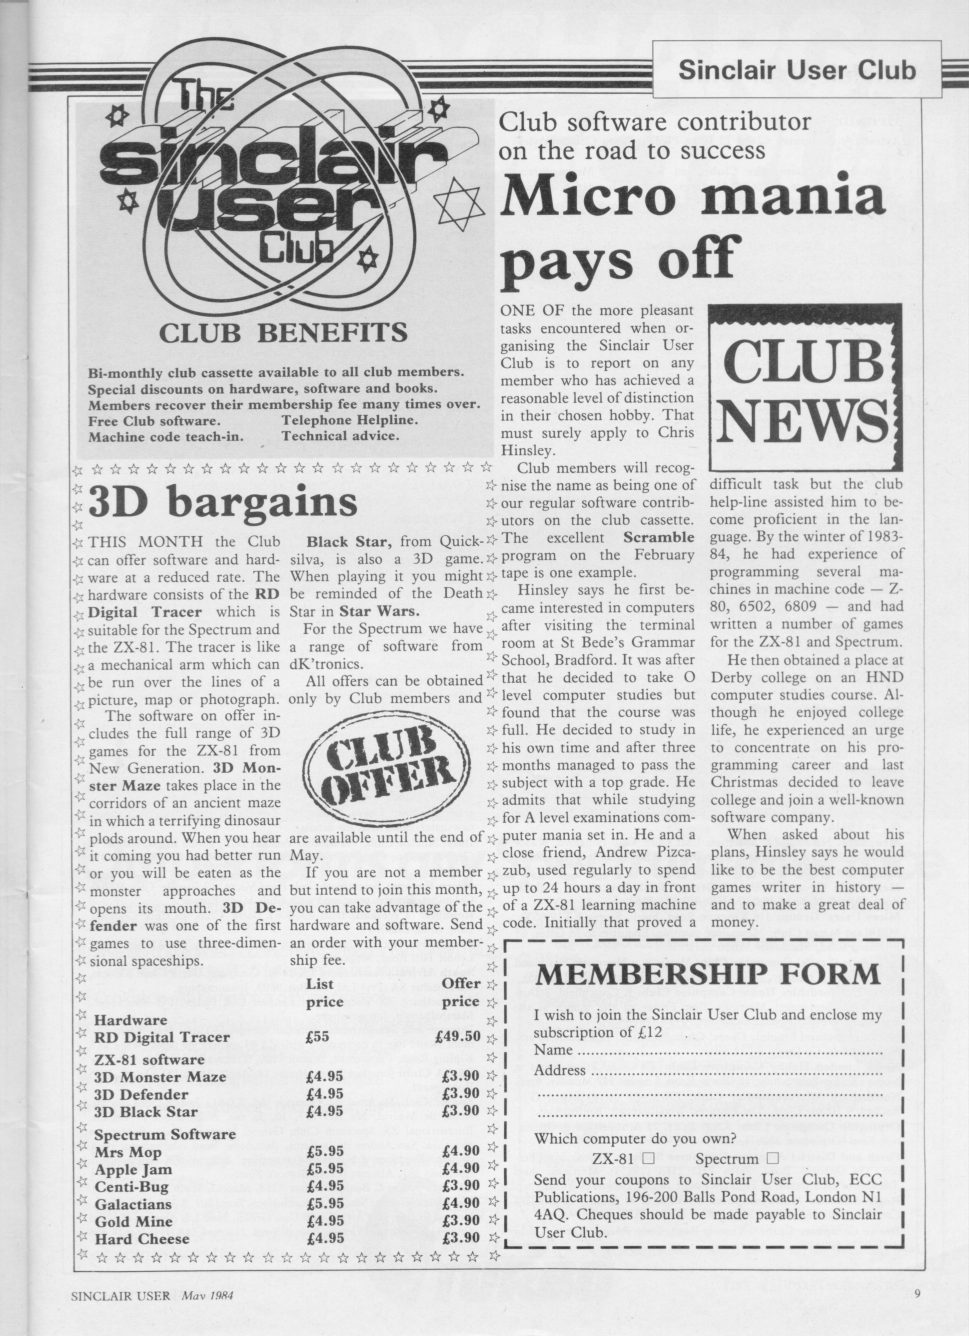 Sinclair User Club
The
sinclair
user
Club
CLUB BENEFITS
Bi-monthly club cassette available to all club members.
Special discounts on hardware, software and books.
Members recover their membership fee many times over.
Free Club software. Telephone Helpline.
Machine code teach-in. Technical advice.
3D bargains
THIS MONTH the Club
can offer software and hard-
ware at a reduced rate. The
hardware consists of the RD
Digital Tracer which is
suitable for the Spectrum and
the ZX-81. The tracer is like
a mechanical arm which can
be run over the lines of a
picture, map or photograph.
The software on offer in-
cludes the full range of 3D
games for the ZX-81 from
New Generation. 3D Mon-
ster Maze takes place in the
corridors of an ancient maze
in which a terrifying dinosaur
plods around. When you hear
it coming you had better run
or you will be eaten as the
monster approaches and
opens its mouth. 3D De-
fender was one of the first
games to use three-dimen-
sional spaceships.
Black Star, from Quick-
silva, is also a 3D game.
When playing it you might
be reminded of the Death
Star in Star Wars.
For the Spectrum we have
a range of software from
dK'tronics.
All offers can be obtained
only by Club members and
CLUB
OFFER
are available until the end of
May.
If you are not a member
but intend to join this month,
you can take advantage of the
hardware and software. Send
an order with your member-
ship fee.
List Offer
price price
Hardware
RD Digital Tracer £55 £49.50
ZX-81 software
3D Monster Maze £4.95 £3.90
3D Defender £4.95 £3.90
3D Black Star £4.95 £3.90
Spectrum Software
Mrs Mop £5.95 £4.90
Apple Jam £5.95 £4.90
Centi-Bug £4.95 £3.90
Galactians £5.95 £4.90
Gold Mine £4.95 £3.90
Hard Cheese £4.95 £3.90
Club software contributor
on the road to success
Micro mania
pays off
ONE OF the more pleasant
tasks encountered when or-
ganising the Sinclair User
Club is to report on any
member who has achieved a
reasonable level of distinction
in their chosen hobby. That
must surely apply to Chris
Hinsley.
Club members will recog-
nise the name as being one of
our regular software contrib-
utors on the club cassette.
The excellent Scramble
program on the February
tape is one example.
Hinsley says he first be-
came interested in computers
after visiting the terminal
room at St Bede's Grammar
School, Bradford. It was after
that he decided to take O
level computer studies but
found that the course was
full. He decided to study in
his own time and after three
months managed to pass the
subject with a top grade. He
admits that while studying
for A level examinations com-
puter mania set in. He and a
close friend, Andrew Pizca-
zub, used regularly to spend
up to 24 hours a day in front
of a ZX-81 learning machine
code. Initially that proved a
CLUB
NEWS
difficult task but the club
help-line assisted him to be-
come proficient in the lan-
guage. By the winter of 1983-
84, he had experience of
programming several ma-
chines in machine code — Z-
80, 6502, 6809 — and had
written a number of games
for the ZX-81 and Spectrum.
He then obtained a place at
Derby college on an HND
computer studies course. Al-
though he enjoyed college
life, he experienced an urge
to concentrate on his pro-
gramming career and last
Christmas decided to leave
college and join a well-known
software company.
When asked about his
plans, Hinsley says he would
like to be the best computer
games writer in history —
and to make a great deal of
money.
MEMBERSHIP FORM
I wish to join the Sinclair User Club and enclose my
subscription of £12
Name
Address
Which computer do you own?
ZX-81 □ Spectrum □
Send your coupons to Sinclair User Club, ECC
Publications, 196-200 Balls Pond Road, London N1
4AQ. Cheques should be made payable to Sinclair
User Club.
SINCLAIR USER May 1984
9